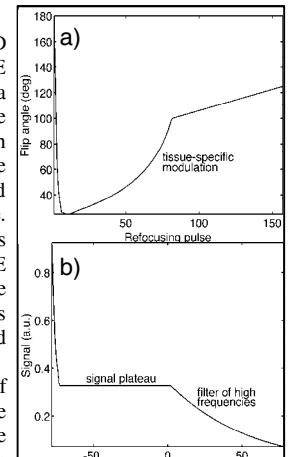 a)
180
160
140
120
100
80
60
40
Flip angle (deg)
tissue-specific
modulation
50
100
150
Refocusing pulse
b)
0.8
0.6
0.4
0.2
Signal (a.u.)
signal plateau
filter of high
frequencies
-50
0
50